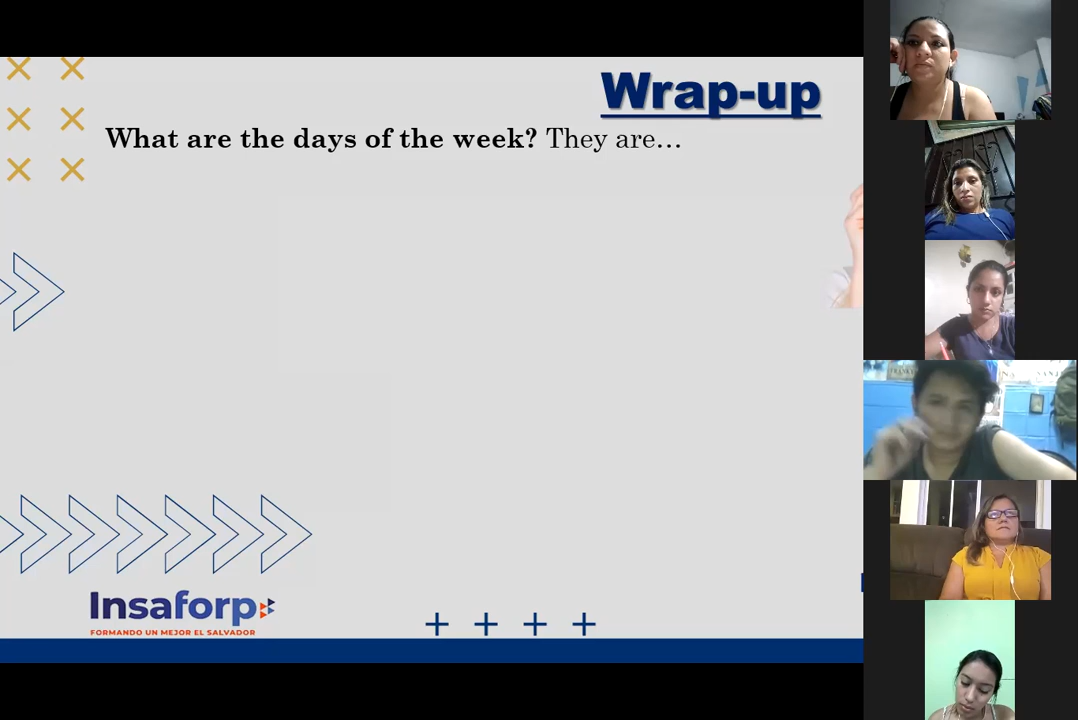 Wrap-up
What are the days of the week? They are…
Insaforp
FORMANDO UN MEJOR EL SALVADOR